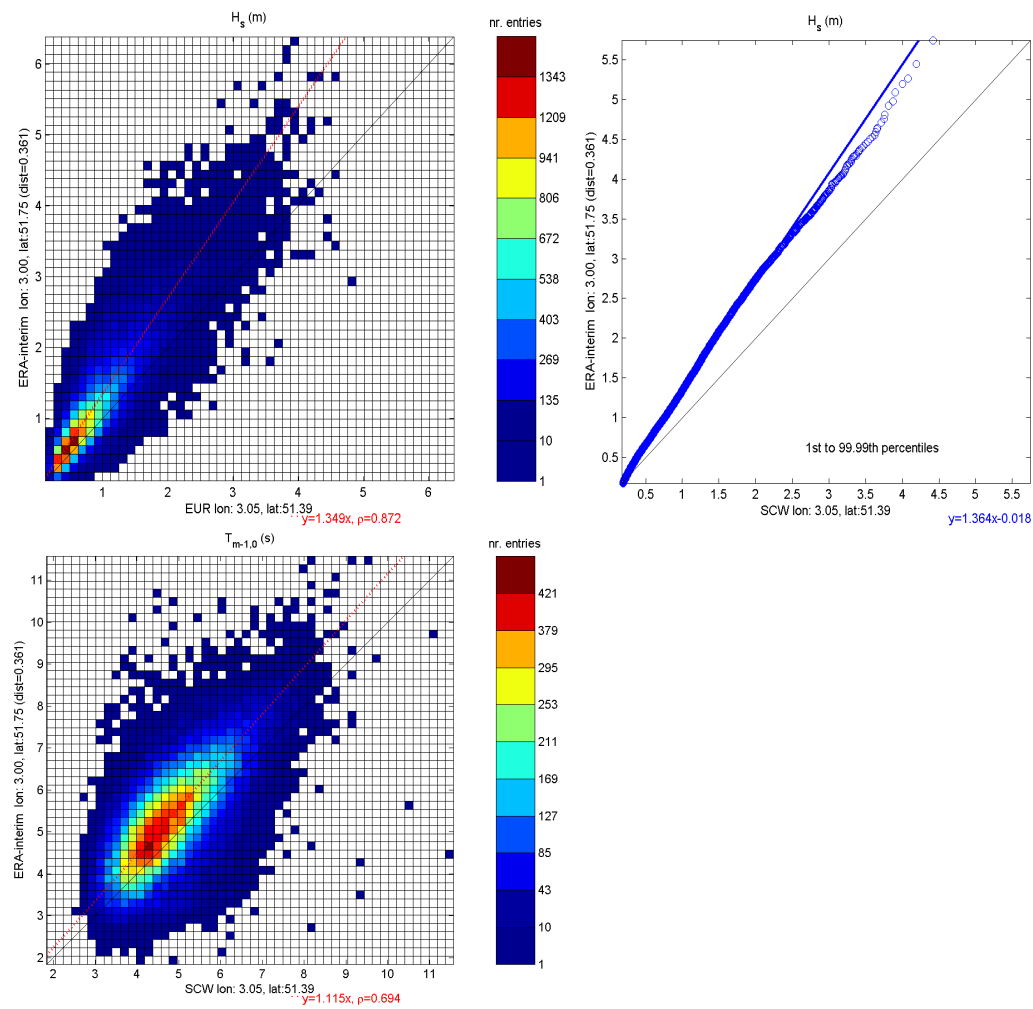 H_s (m)
nr. entries
ERA-interim lon: 3.00, lat:51.75 (dist=0.361)
6
5
4
3
2
1
1 2 3 4 5 6
EUR lon: 3.05, lat:51.39
y=1.349x, ρ=0.872
1343
1209
941
806
672
538
403
269
135
10
1
H_s (m)
ERA-interim lon: 3.00, lat:51.75 (dist=0.361)
5.5
5
4.5
4
3.5
3
2.5
2
1.5
1
0.5
1st to 99.99th percentiles
0.5 1 1.5 2 2.5 3 3.5 4 4.5 5 5.5
SCW lon: 3.05, lat:51.39
y=1.364x-0.018
T_m-1,0 (s)
nr. entries
ERA-interim lon: 3.00, lat:51.75 (dist=0.361)
11
10
9
8
7
6
5
4
3
2
2 3 4 5 6 7 8 9 10 11
SCW lon: 3.05, lat:51.39
y=1.115x, ρ=0.694
421
379
295
253
211
169
127
85
43
10
1